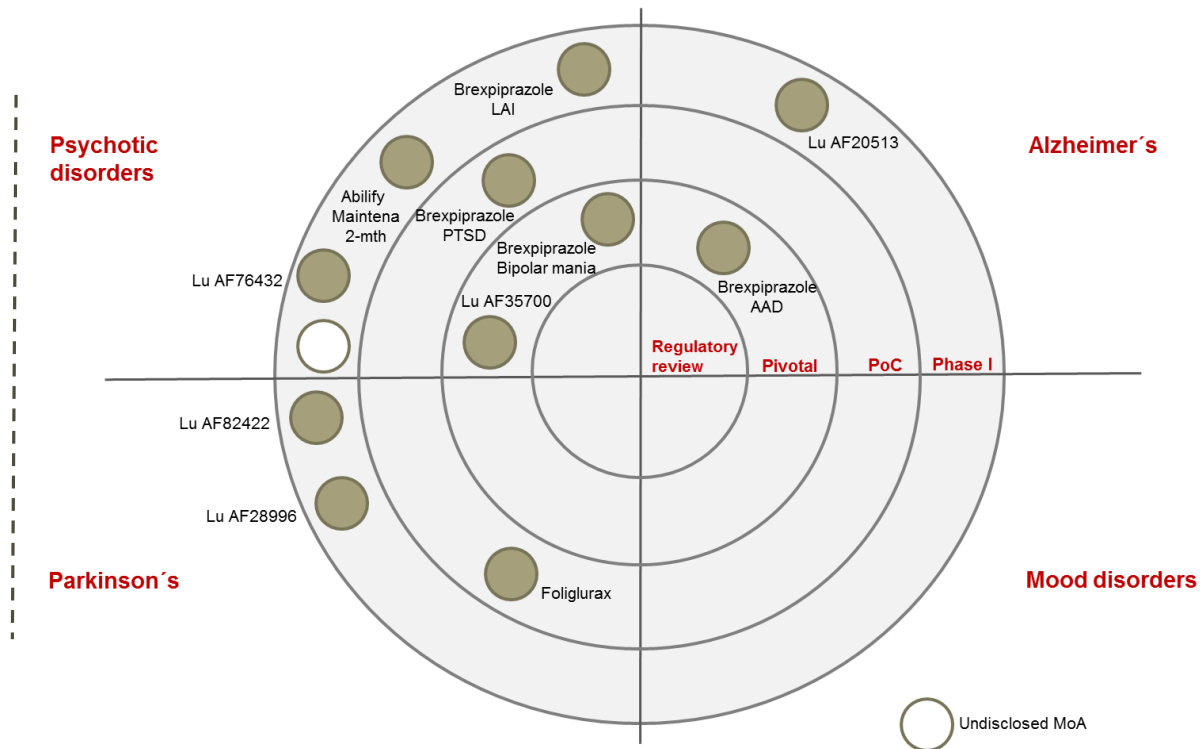 Brexpiprazole
LAI
Lu AF20513
Psychotic
disorders
Alzheimer´s
Abilify
Maintena
2-mth
Brexpiprazole
PTSD
Brexpiprazole
Bipolar mania
Brexpiprazole
AAD
Lu AF76432
Lu AF35700
Regulatory
review
Pivotal
PoC
Phase I
Lu AF82422
Lu AF28996
Parkinson´s
Foliglurax
Mood disorders
Undisclosed MoA